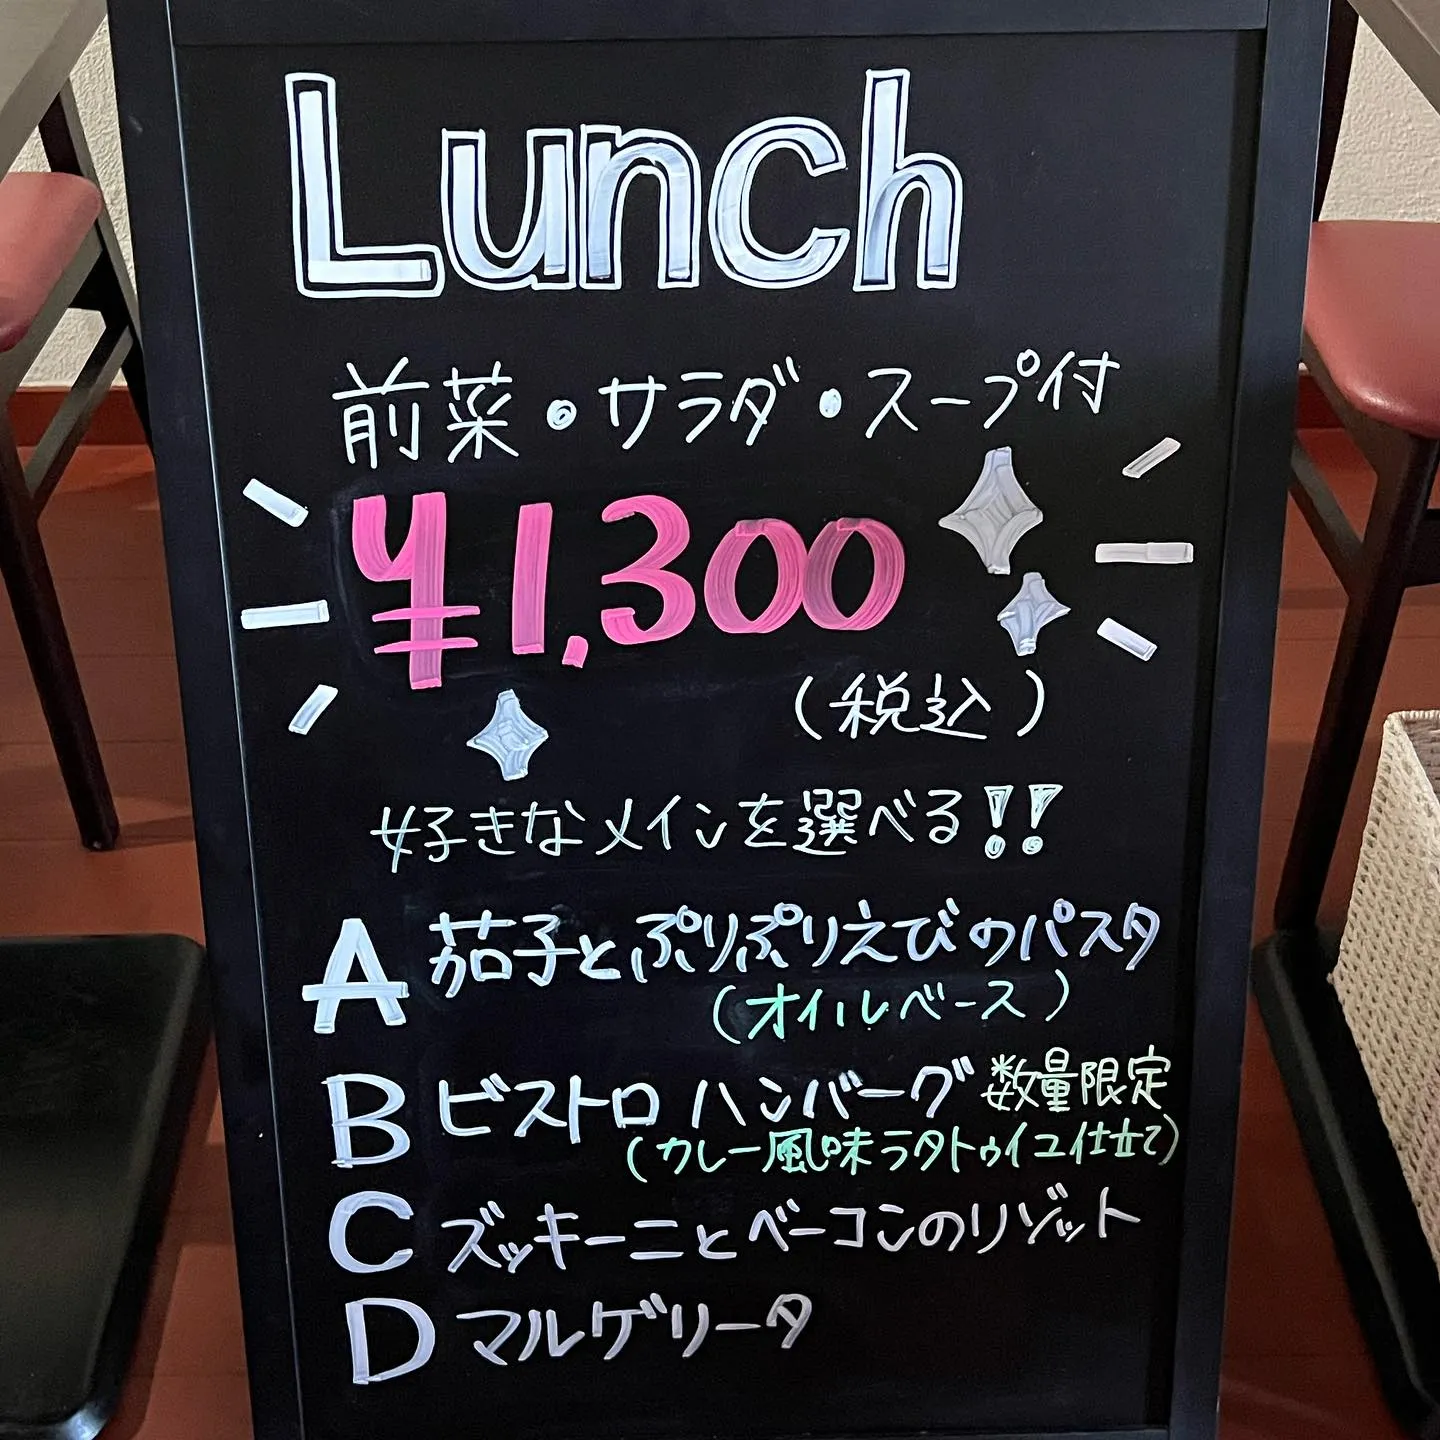 Lunch
前菜・サラダ・スープ付
¥1,300
(税込)
好きなメインを選べる!!
A 茄子とぷりぷりえびのパスタ
(オイルベース)
B ビストロ ハンバーグ 数量限定
(カレー風味ラタトゥイユ仕立て)
C ズッキーニとベーコンのリゾット
D マルゲリータ